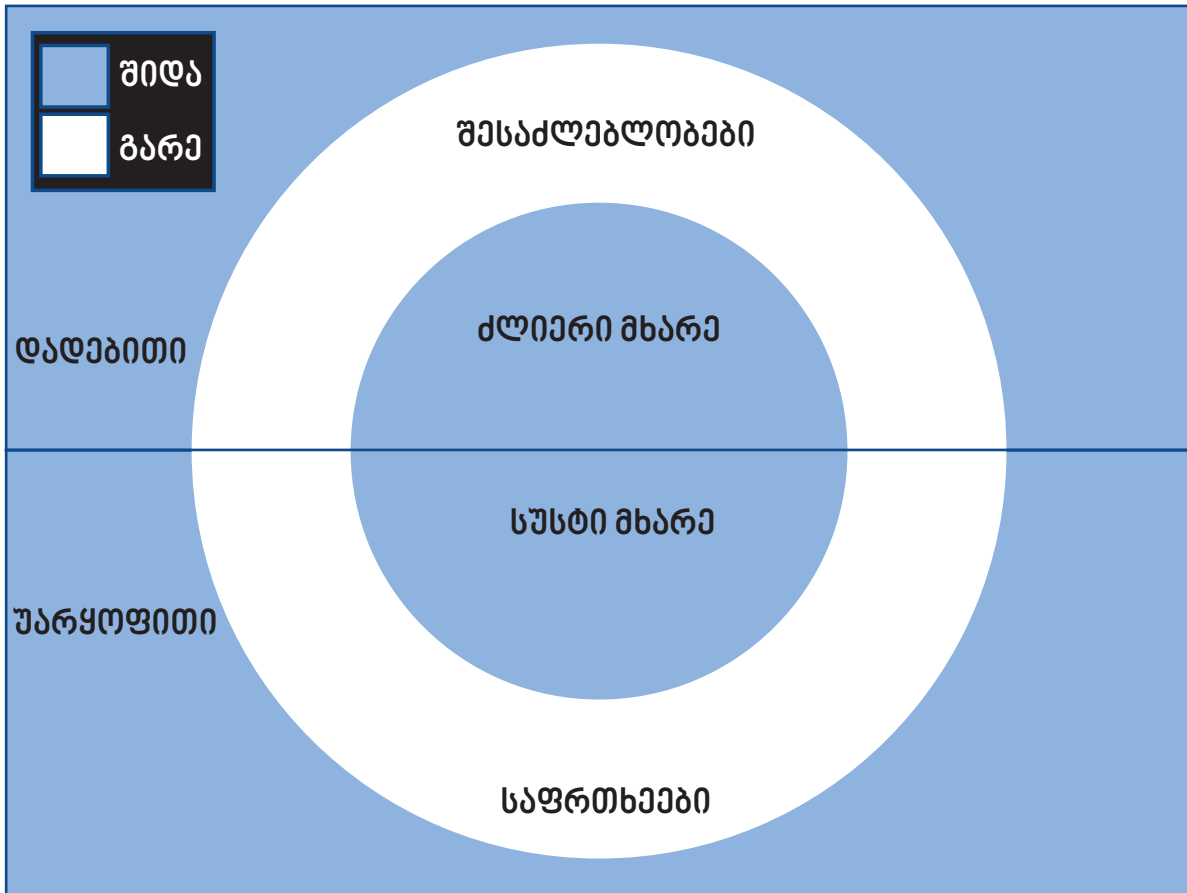 შიდა
გარე
შესაძლებლობები
ძლიერი მხარე
დადებითი
სუსტი მხარე
უარყოფითი
საფრთხეები